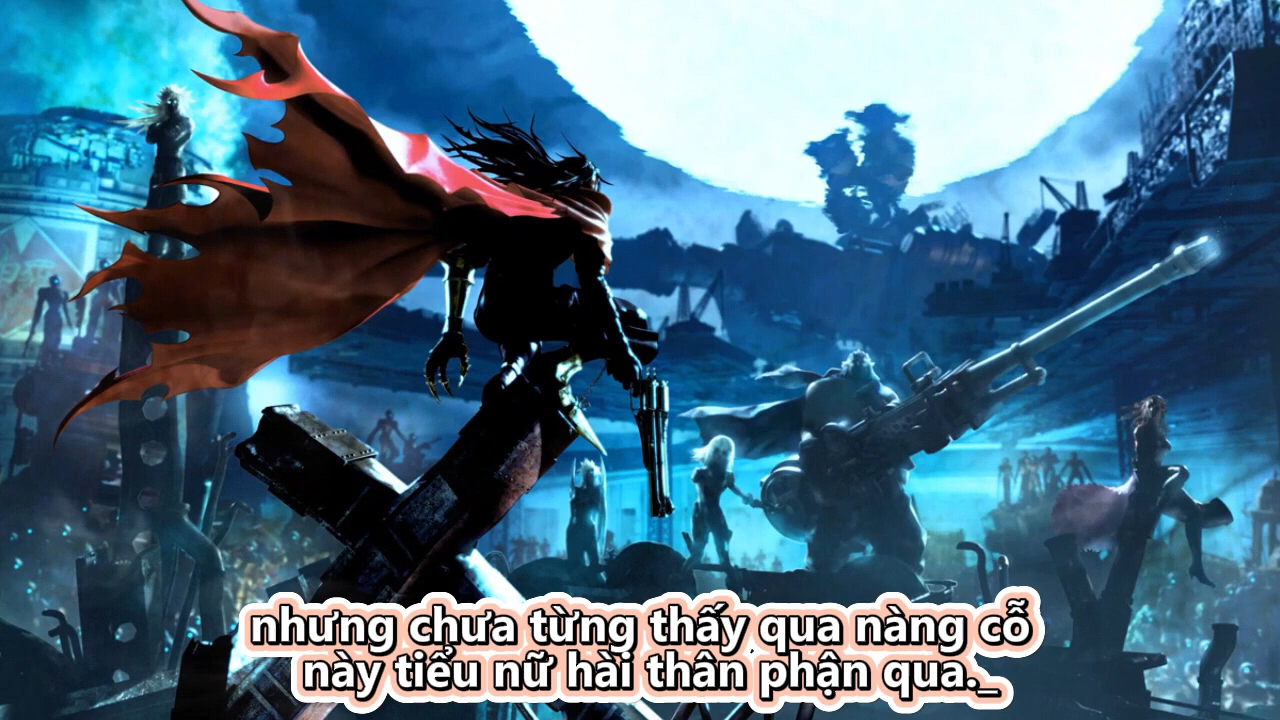 nhưng chưa từng thấy qua nàng cỗ
này tiểu nữ hài thân phận qua._